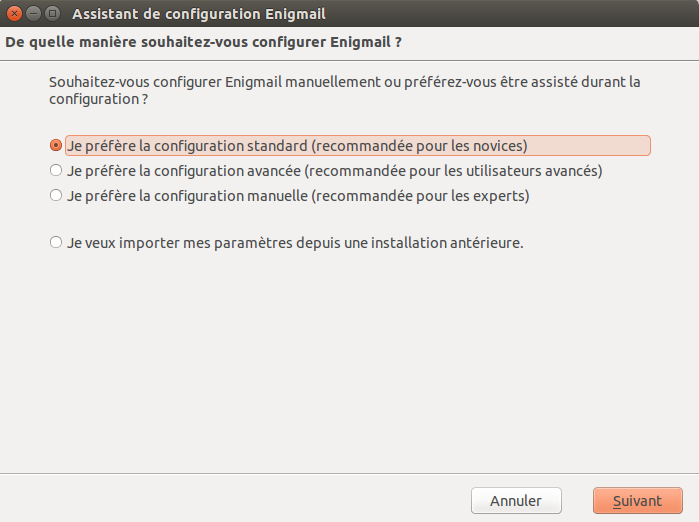 Assistant de configuration Enigmail
De quelle manière souhaitez-vous configurer Enigmail ?
Souhaitez-vous configurer Enigmail manuellement ou préférez-vous être assisté durant la
configuration ?
Je préfère la configuration standard (recommandée pour les novices)
Je préfère la configuration avancée (recommandée pour les utilisateurs avancés)
Je préfère la configuration manuelle (recommandée pour les experts)
Je veux importer mes paramètres depuis une installation antérieure.
Annuler
Suivant